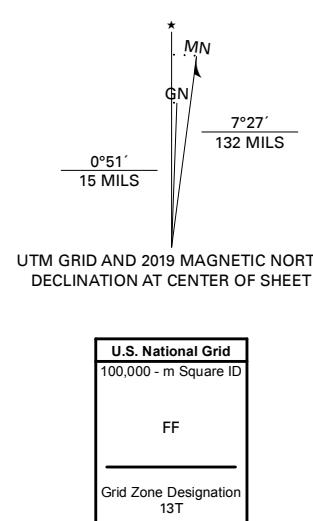 ★
MN
GN
7°27´
132 MILS
0°51´
15 MILS
UTM GRID AND 2019 MAGNETIC NORT
DECLINATION AT CENTER OF SHEET
U.S. National Grid
100,000 - m Square ID
FF
Grid Zone Designation
13T